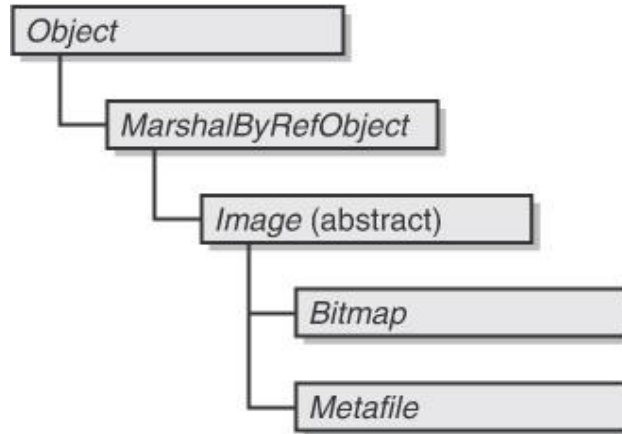 Object
MarshalByRefObject
Image (abstract)
Bitmap
Metafile